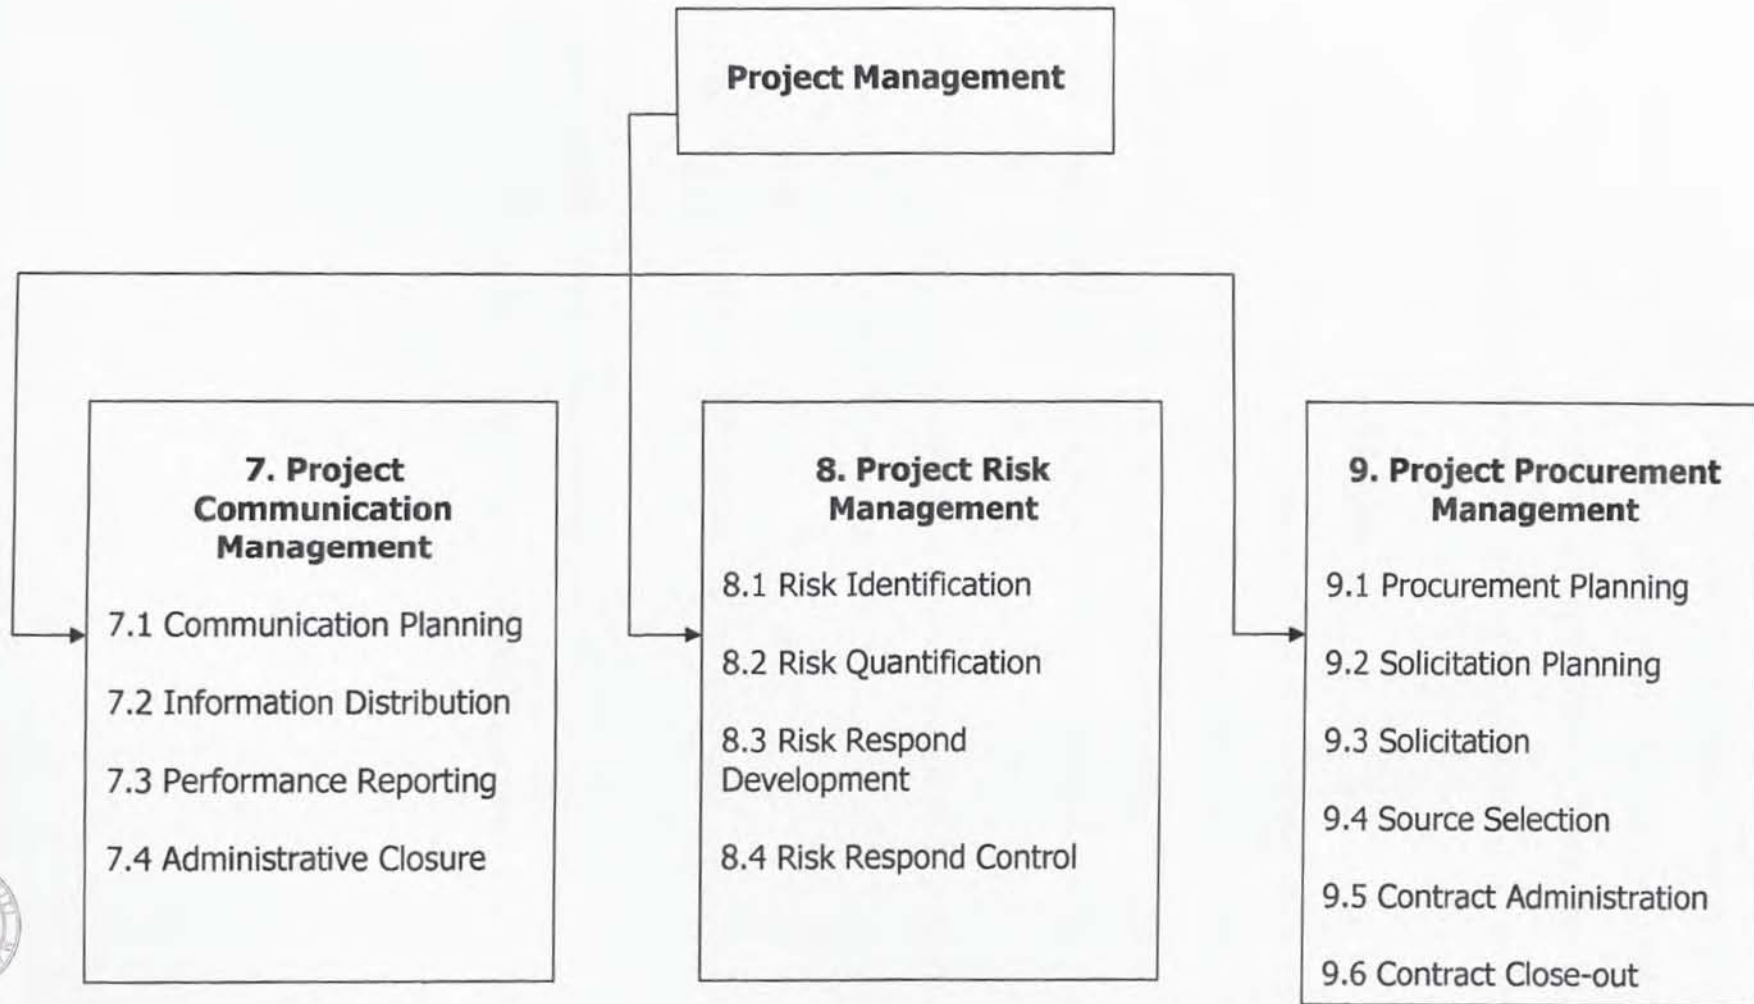 Project Management
7. Project
Communication
Management
7.1 Communication Planning
7.2 Information Distribution
7.3 Performance Reporting
7.4 Administrative Closure
8. Project Risk
Management
8.1 Risk Identification
8.2 Risk Quantification
8.3 Risk Respond
Development
8.4 Risk Respond Control
9. Project Procurement
Management
9.1 Procurement Planning
9.2 Solicitation Planning
9.3 Solicitation
9.4 Source Selection
9.5 Contract Administration
9.6 Contract Close-out